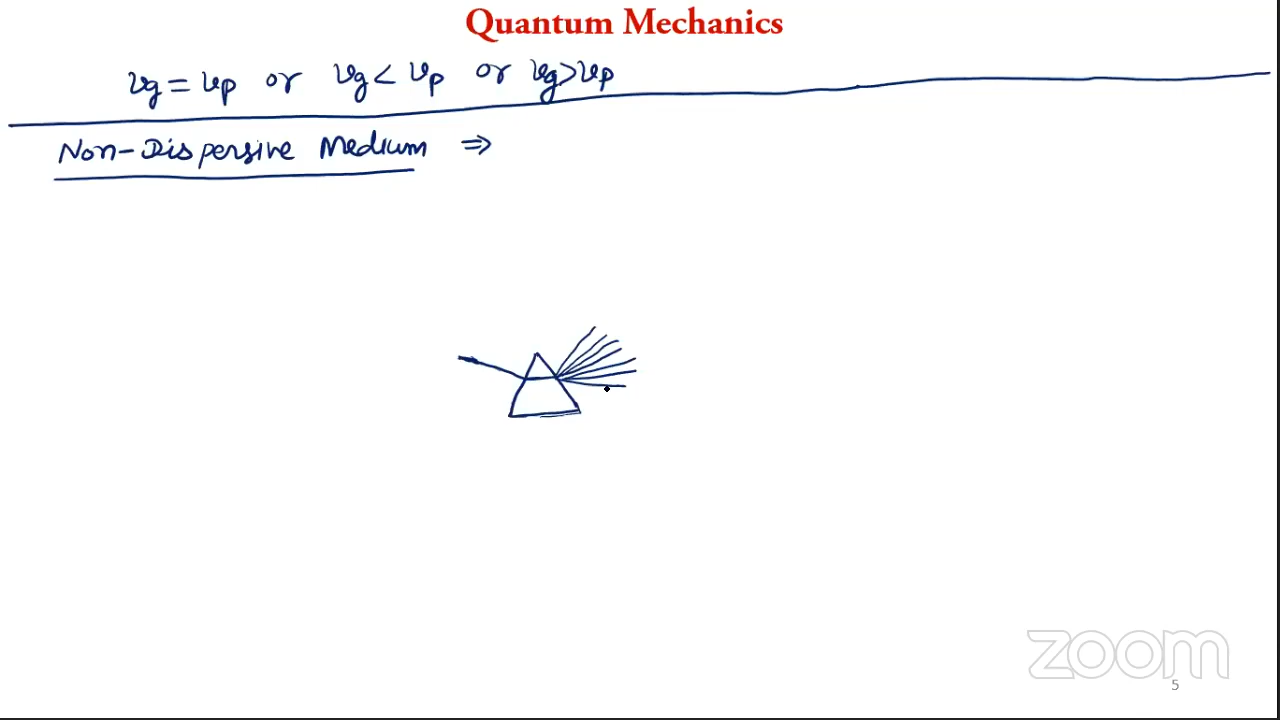 Quantum Mechanics
vg = vp or vg < vp or vg > vp
Non-Dispersive Medium ⇒
zoom
5